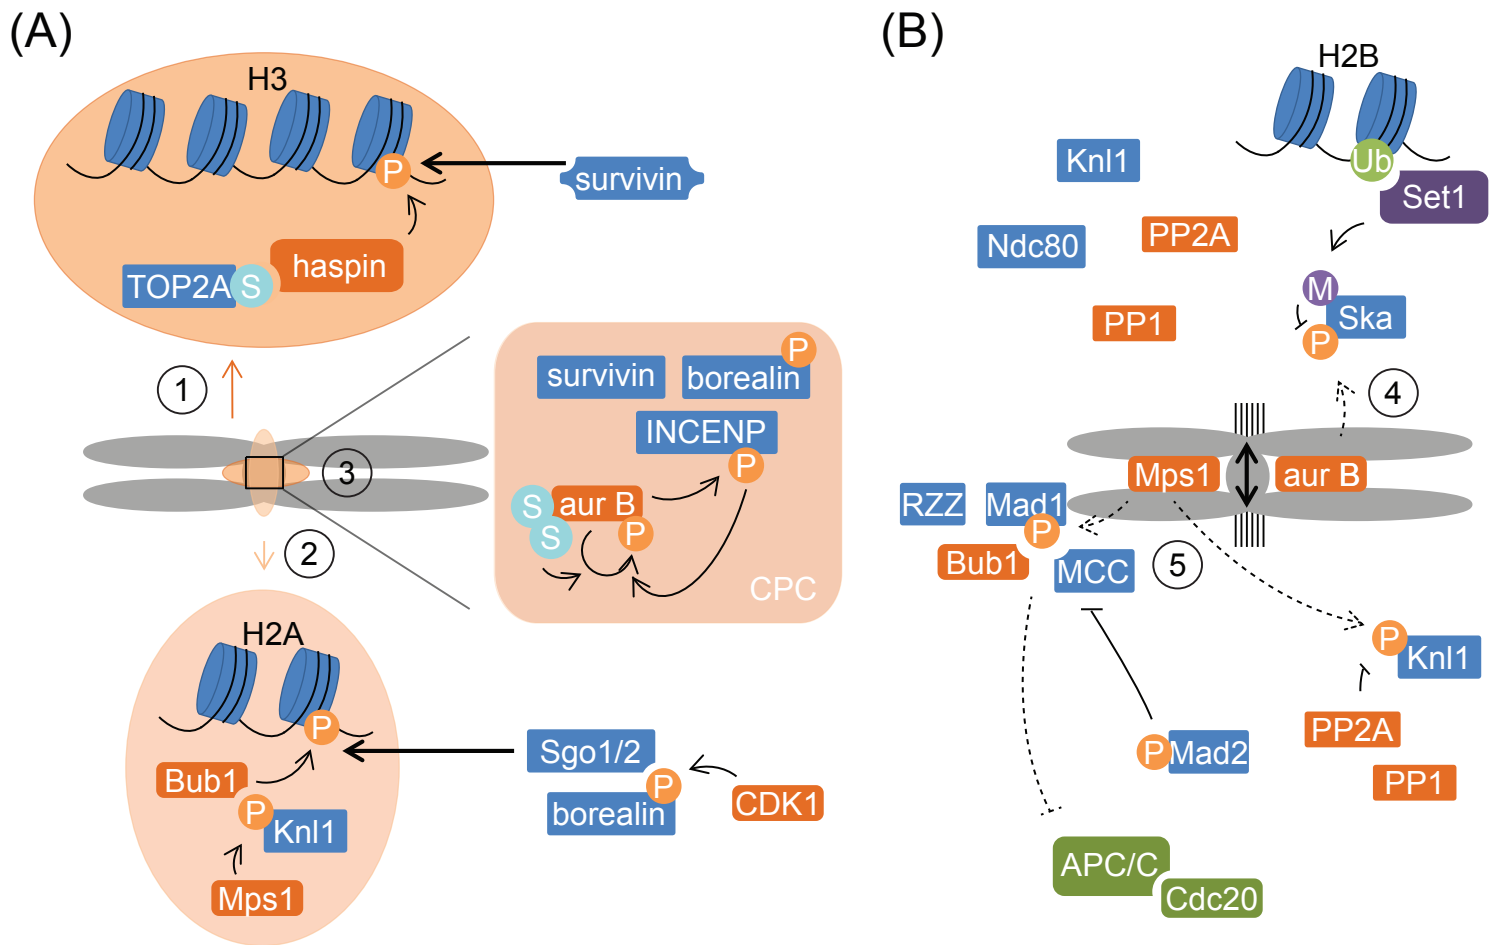 (A)
H3
P
survivin
haspin
TOP2A
S
1
3
2
survivin
borealin
P
INCENP
P
S
aur B
S
P
CPC
H2A
P
Bub1
P
Knl1
Mps1
Sgo1/2
P
borealin
CDK1
(B)
H2B
Ub
Set1
Knl1
Ndc80
PP2A
PP1
M
Ska
P
4
Mps1
aur B
RZZ
Mad1
P
Bub1
MCC
5
P
Knl1
PP2A
PP1
P
Mad2
APC/C
Cdc20